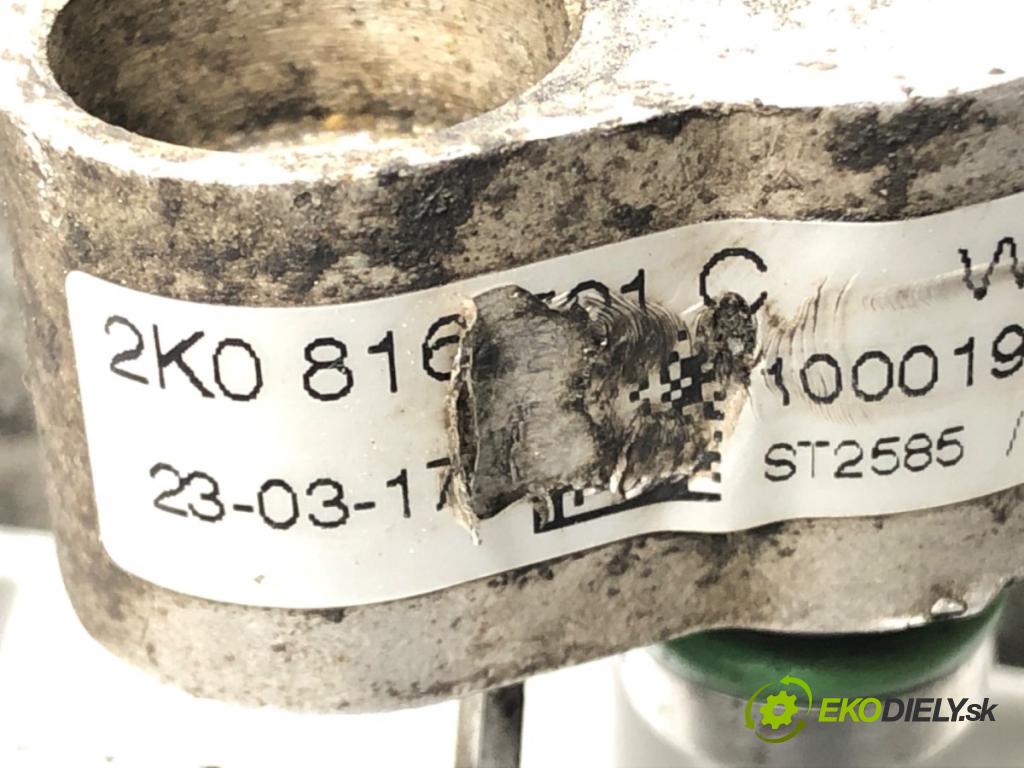 2K0 816 C
100019
23-03-17
ST2585
EKODIELY.sk